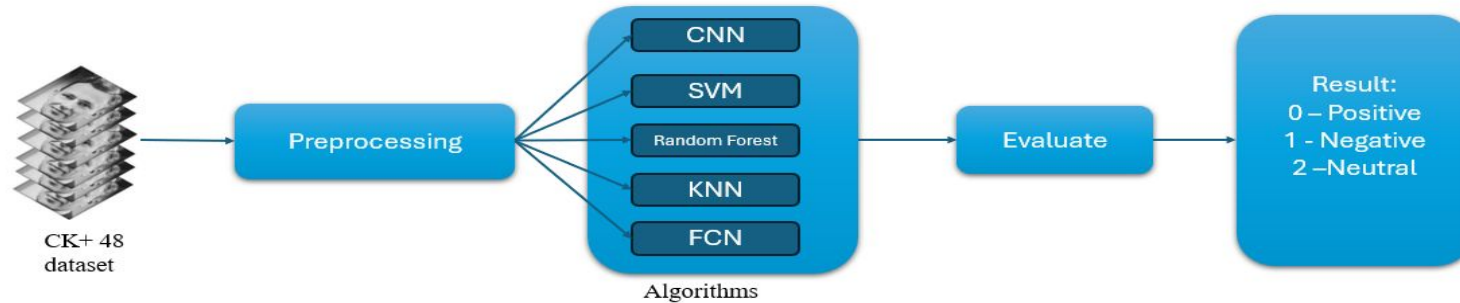 CK+ 48
dataset
Preprocessing
CNN
SVM
Random Forest
KNN
FCN
Algorithms
Evaluate
Result:
0 – Positive
1 - Negative
2 –Neutral